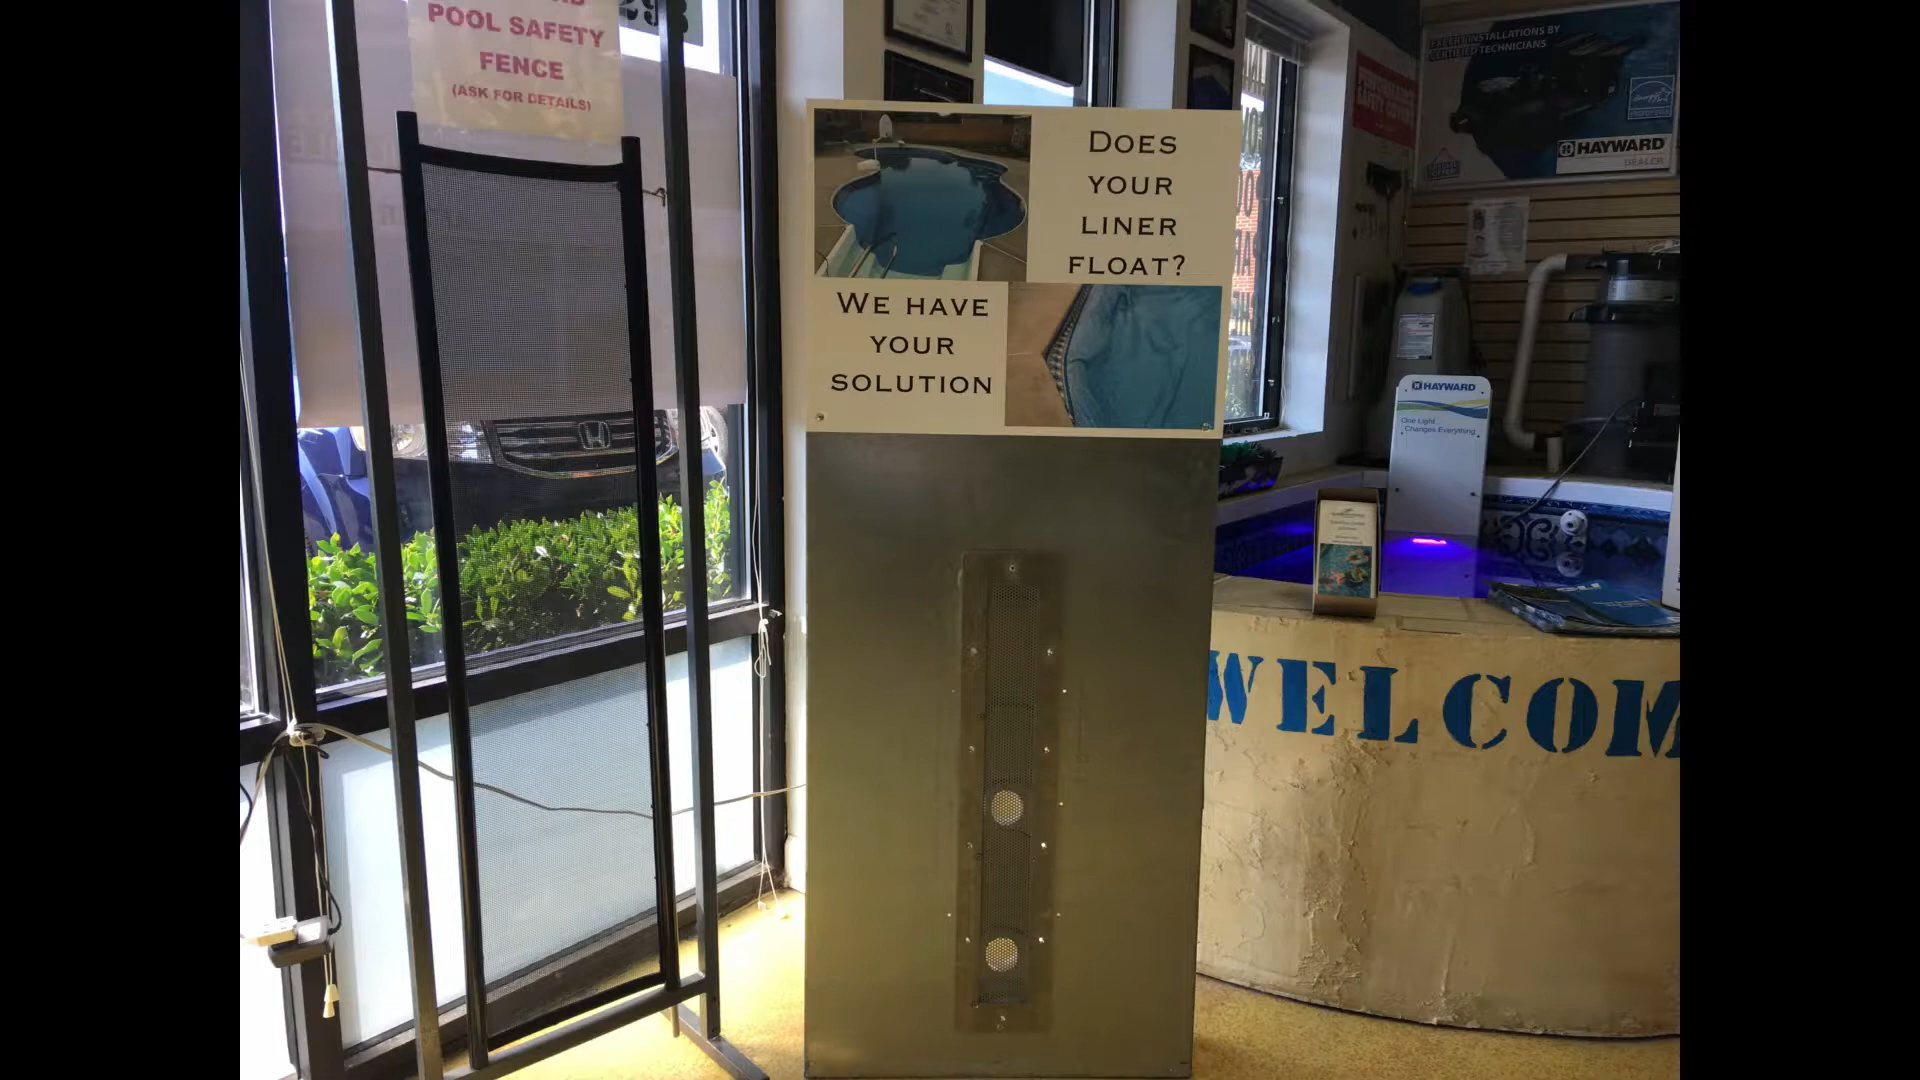 POOL SAFETY
FENCE
(ASK FOR DETAILS)
DOES
YOUR
LINER
FLOAT?
WE HAVE
YOUR
SOLUTION
EXPERT INSTALLATIONS BY
CERTIFIED TECHNICIANS
HAYWARD
DEALER
HAYWARD
One Light...
Changes Everything
WELCOM